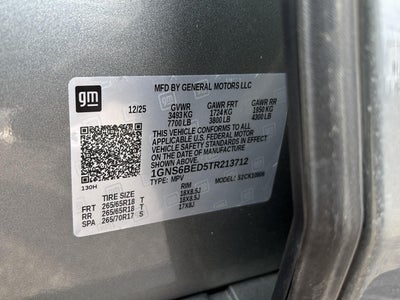 gm
MFD BY GENERAL MOTORS LLC
12/25 GVWR GAWR FRT GAWR RR
3493 KG 1724 KG 1950 KG
7700 LB 3800 LB 4300 LB
THIS VEHICLE CONFORMS TO ALL
APPLICABLE U.S. FEDERAL MOTOR
VEHICLE SAFETY STANDARDS IN
EFFECT ON THE DATE OF MANUFACTURE
SHOWN ABOVE
1GNS6BED5TR213712
130H TYPE: MPV MODEL: S2CK10906
TIRE SIZE RIM
FRT 265/65R18 T 18X8.5J
RR 265/65R18 T 18X8.5J
SPA 265/70R17 S 17X8J